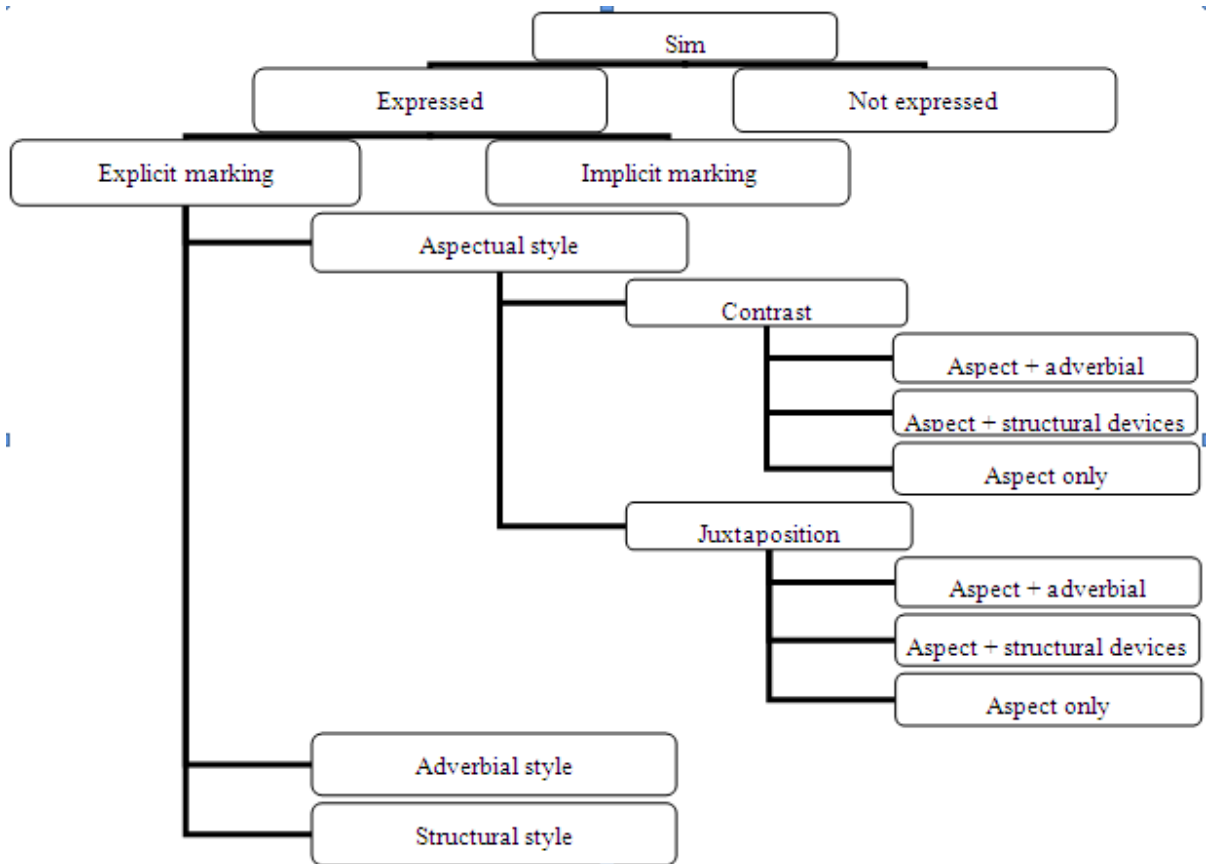 Sim
Expressed
Not expressed
Explicit marking
Implicit marking
Aspectual style
Contrast
Aspect + adverbial
Aspect + structural devices
Aspect only
Juxtaposition
Aspect + adverbial
Aspect + structural devices
Aspect only
Adverbial style
Structural style